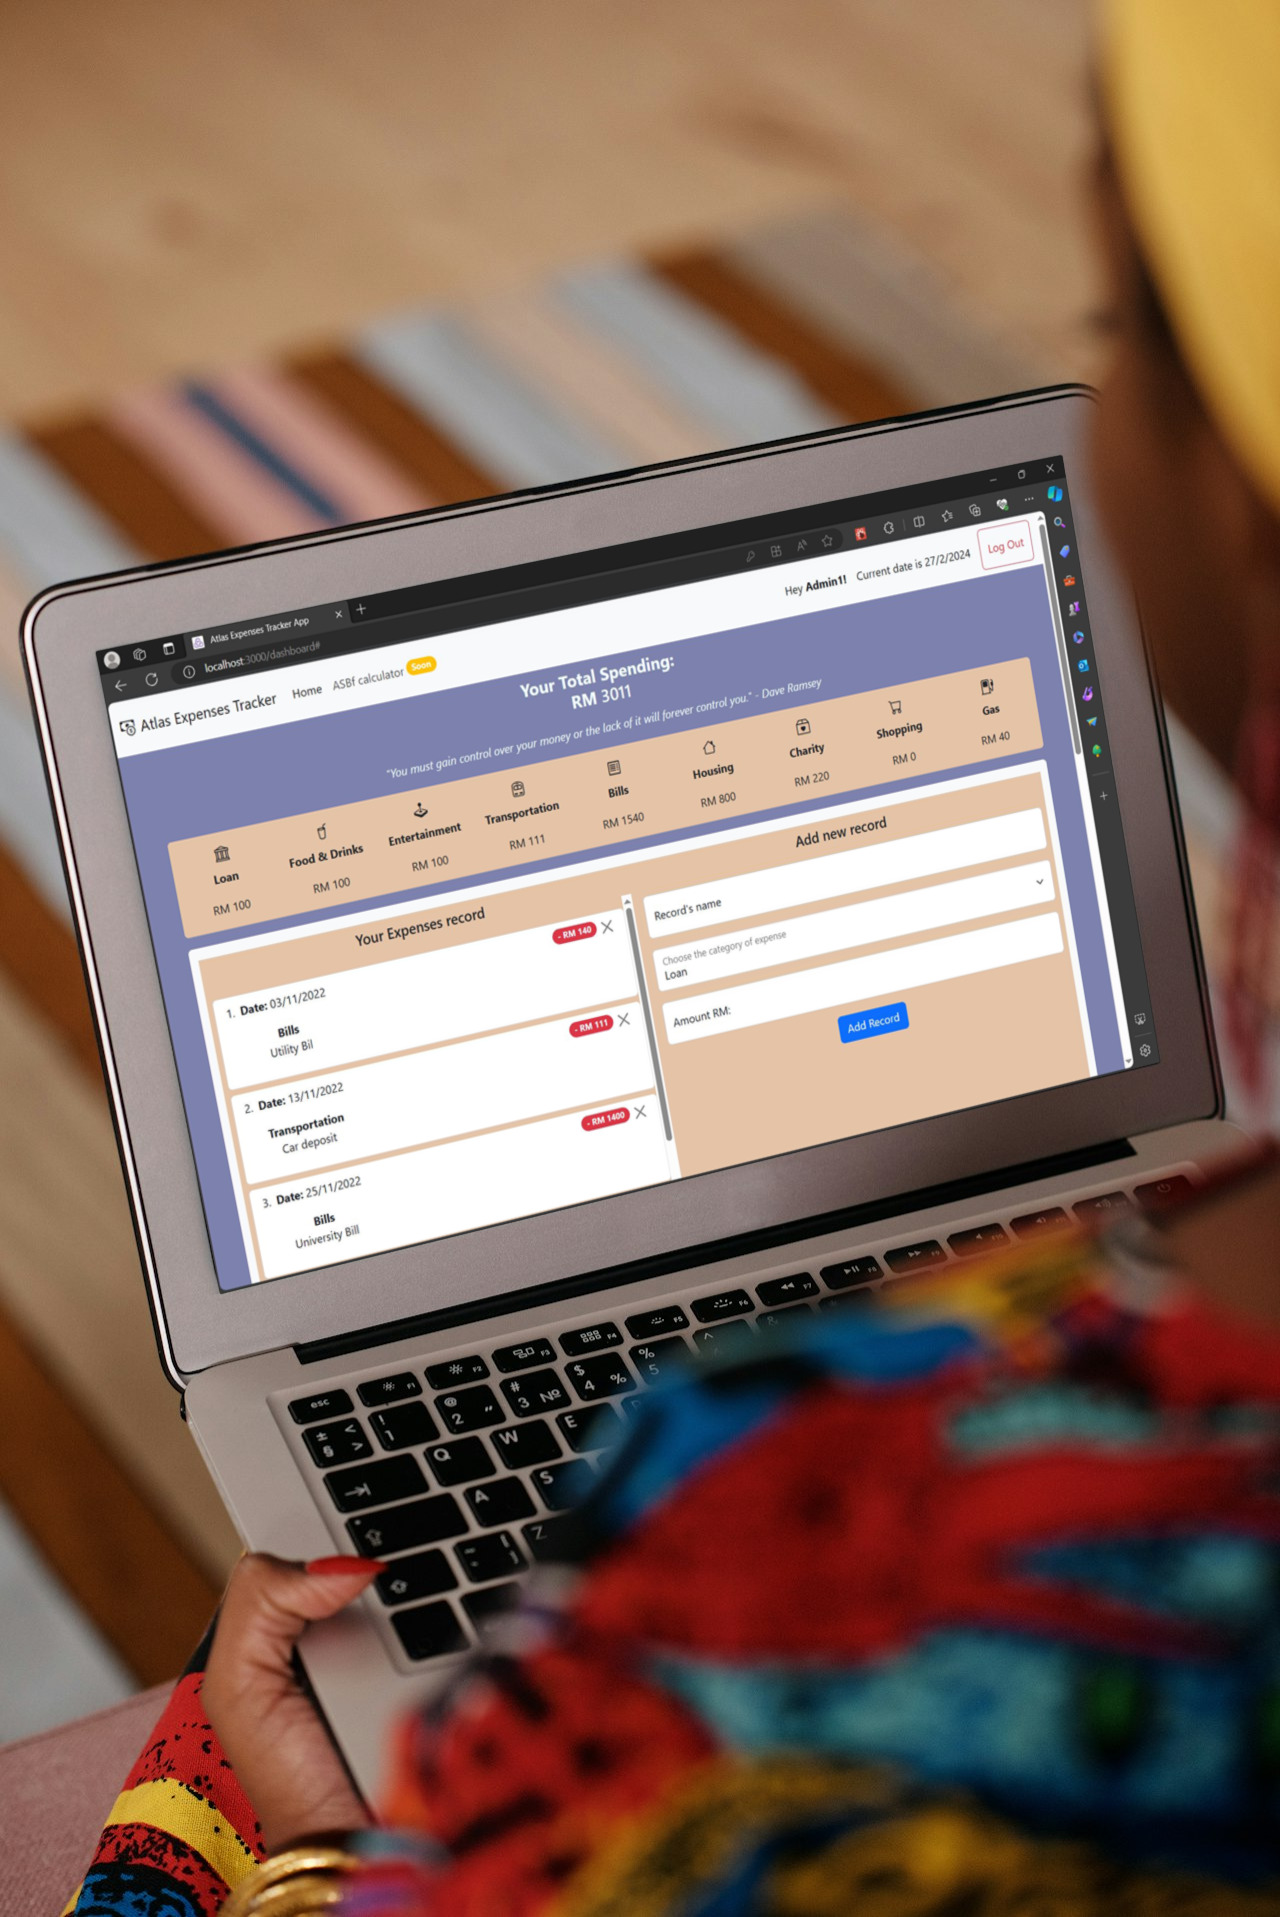 Atlas Expenses Tracker App
localhost:3000/dashboard#
Atlas Expenses Tracker Home ASBf calculator Soon
Hey Admin1! Current date is 27/2/2024 Log Out
Your Total Spending:
RM 3011
"You must gain control over your money or the lack of it will forever control you." - Dave Ramsey
Loan
RM 100
Food & Drinks
RM 100
Entertainment
RM 100
Transportation
RM 111
Bills
RM 1540
Housing
RM 800
Charity
RM 220
Shopping
RM 0
Gas
RM 40
Your Expenses record
- RM 140
1. Date: 03/11/2022
Bills
Utility Bil
- RM 111
2. Date: 13/11/2022
Transportation
Car deposit
- RM 1400
3. Date: 25/11/2022
Bills
University Bill
Add new record
Record's name
Choose the category of expense
Loan
Amount RM:
Add Record
esc F1 F2 F3 F4 F5 F6 F7 F8 F9 F10
± § < > ! 1 @ 2 " # 3 № $ 4 % % 5 ^ &
Q W E
A S
Z